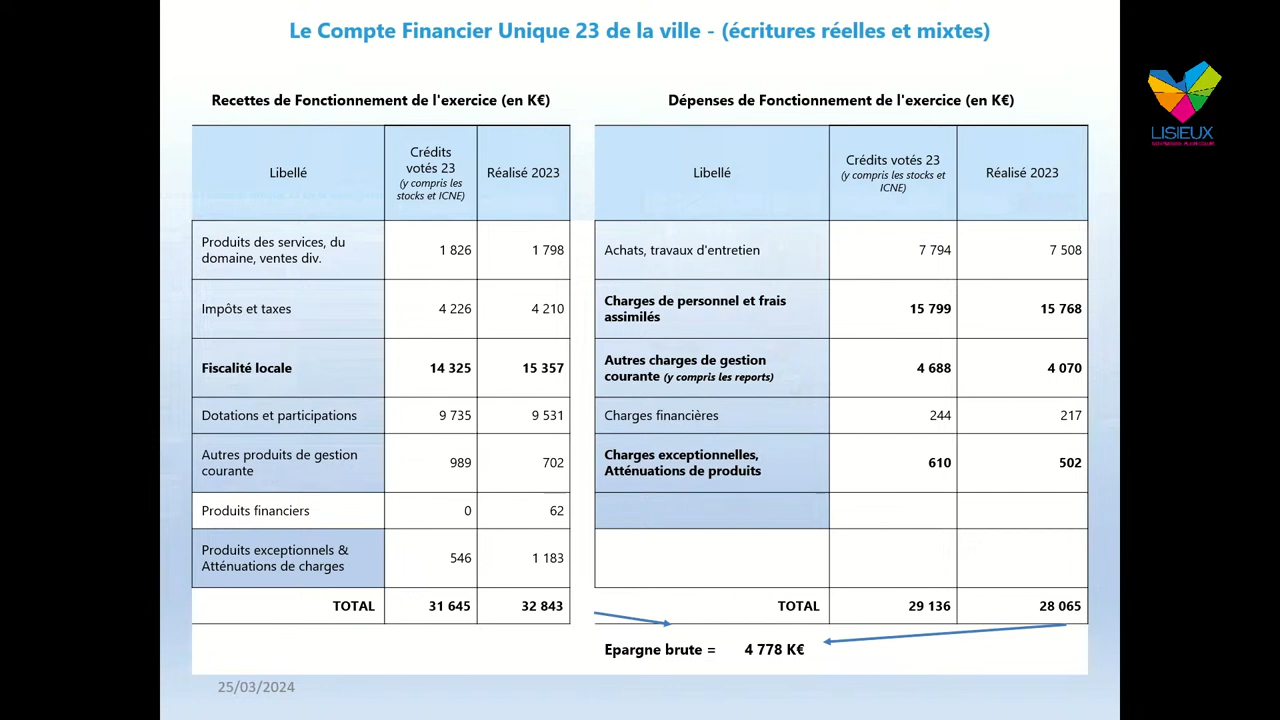 Le Compte Financier Unique 23 de la ville - (écritures réelles et mixtes)
LISIEUX
Recettes de Fonctionnement de l'exercice (en K€)
Libellé
Crédits
votés 23
(y compris les
stocks et ICNE)
Réalisé 2023
Produits des services, du
domaine, ventes div.
1 826
1 798
Impôts et taxes
4 226
4 210
Fiscalité locale
14 325
15 357
Dotations et participations
9 735
9 531
Autres produits de gestion
courante
989
702
Produits financiers
0
62
Produits exceptionnels &
Atténuations de charges
546
1 183
TOTAL
31 645
32 843
Dépenses de Fonctionnement de l'exercice (en K€)
Libellé
Crédits votés 23
(y compris les stocks et
ICNE)
Réalisé 2023
Achats, travaux d'entretien
7 794
7 508
Charges de personnel et frais
assimilés
15 799
15 768
Autres charges de gestion
courante (y compris les reports)
4 688
4 070
Charges financières
244
217
Charges exceptionnelles,
Atténuations de produits
610
502
TOTAL
29 136
28 065
Epargne brute = 4 778 K€
25/03/2024